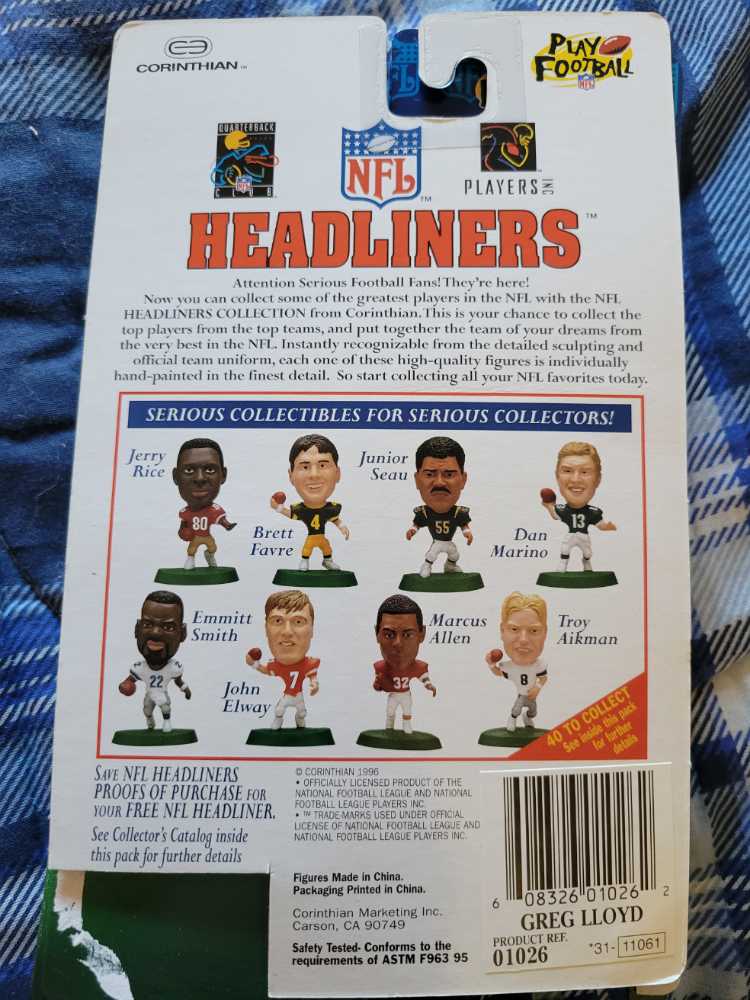 CORINTHIAN™
PLAY
FOOTBALL
NFL
NFL
QUARTERBACK
NFL
CLUB
NFL™
PLAYERS INC
HEADLINERS™
Attention Serious Football Fans! They're here!
Now you can collect some of the greatest players in the NFL with the NFL
HEADLINERS COLLECTION from Corinthian. This is your chance to collect the
top players from the top teams, and put together the team of your dreams from
the very best in the NFL. Instantly recognizable from the detailed sculpting and
official team uniform, each one of these high-quality figures is individually
hand-painted in the finest detail. So start collecting all your NFL favorites today.
SERIOUS COLLECTIBLES FOR SERIOUS COLLECTORS!
Jerry
Rice
80
Brett
Favre
4
Junior
Seau
55
Dan
Marino
13
Emmitt
Smith
22
John
Elway
7
Marcus
Allen
32
Troy
Aikman
8
40 TO COLLECT
See inside this pack
for further
details
SAVE NFL HEADLINERS
PROOFS OF PURCHASE FOR
YOUR FREE NFL HEADLINER.
See Collector's Catalog inside
this pack for further details
© CORINTHIAN 1996
• OFFICIALLY LICENSED PRODUCT OF THE
NATIONAL FOOTBALL LEAGUE AND NATIONAL
FOOTBALL LEAGUE PLAYERS INC.
• ™ TRADE-MARKS USED UNDER OFFICIAL
LICENSE OF NATIONAL FOOTBALL LEAGUE AND
NATIONAL FOOTBALL LEAGUE PLAYERS INC.
Figures Made in China.
Packaging Printed in China.
Corinthian Marketing Inc.
Carson, CA 90749
Safety Tested- Conforms to the
requirements of ASTM F963 95
6 08326 01026 2
GREG LLOYD
PRODUCT REF.
01026
*31- 11061